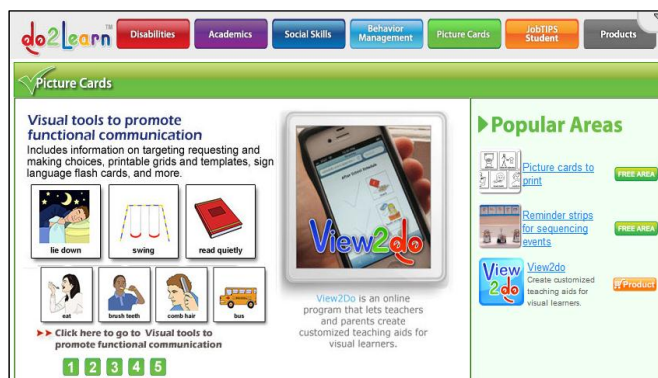 do2Learn™
Disabilities
Academics
Social Skills
Behavior
Management
Picture Cards
JobTIPS
Student
Products
Picture Cards
Visual tools to promote
functional communication
Includes information on targeting requesting and
making choices, printable grids and templates, sign
language flash cards, and more.
lie down
swing
read quietly
eat
brush teeth
comb hair
bus
Click here to go to Visual tools to
promote functional communication
1 2 3 4 5
After School Schedule
View2do
View2Do is an online
program that lets teachers
and parents create
customized teaching aids for
visual learners.
Popular Areas
Picture cards to
print
FREE AREA
Reminder strips
for sequencing
events
FREE AREA
View
2do
View2do
Create customized
teaching aids for
visual learners.
Product